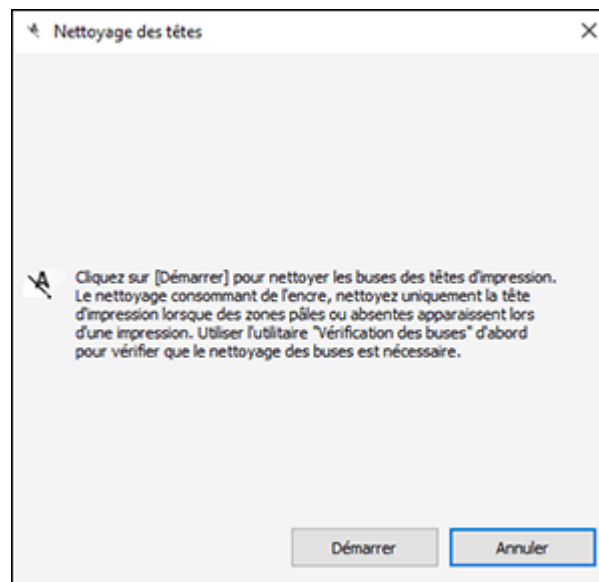 Nettoyage des têtes
Cliquez sur [Démarrer] pour nettoyer les buses des têtes d'impression.
Le nettoyage consommant de l'encre, nettoyez uniquement la tête
d'impression lorsque des zones pâles ou absentes apparaissent lors
d'une impression. Utiliser l'utilitaire "Vérification des buses" d'abord
pour vérifier que le nettoyage des buses est nécessaire.
Démarrer
Annuler